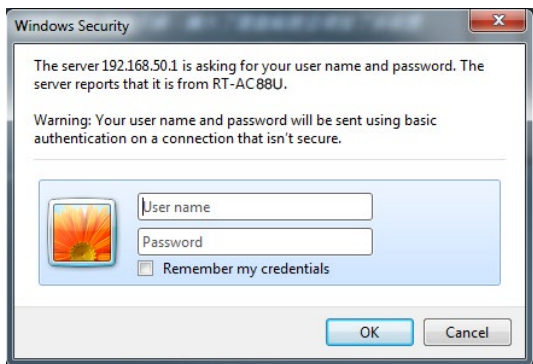 Windows Security
The server 192.168.50.1 is asking for your user name and password. The
server reports that it is from RT-AC88U.
Warning: Your user name and password will be sent using basic
authentication on a connection that isn't secure.
User name
Password
Remember my credentials
OK
Cancel